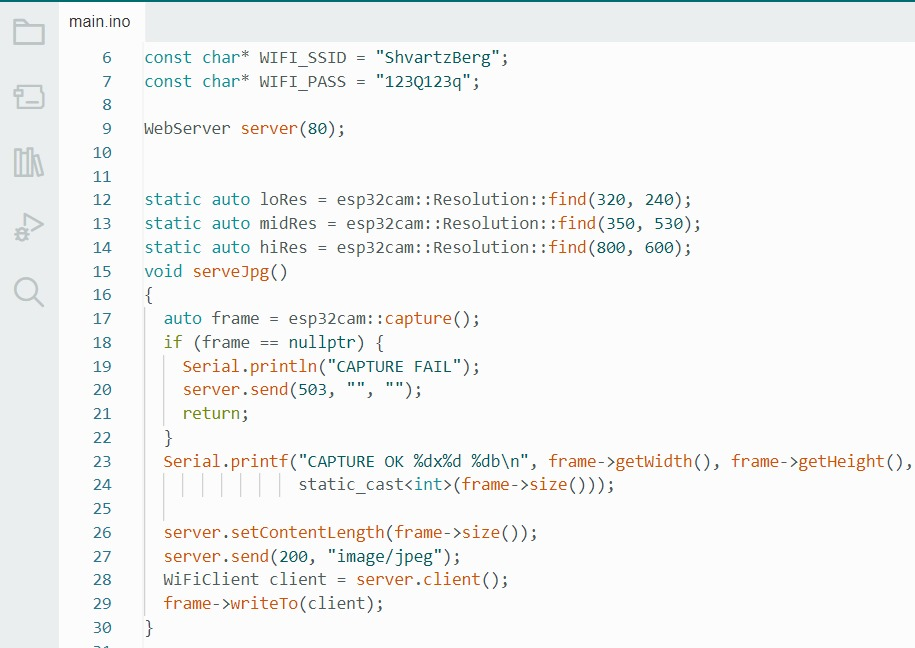 main.ino
6 const char* WIFI_SSID = "ShvartzBerg";
7 const char* WIFI_PASS = "123Q123q";
8
9 WebServer server(80);
10
11
12 static auto loRes = esp32cam::Resolution::find(320, 240);
13 static auto midRes = esp32cam::Resolution::find(350, 530);
14 static auto hiRes = esp32cam::Resolution::find(800, 600);
15 void serveJpg()
16 {
17   auto frame = esp32cam::capture();
18   if (frame == nullptr) {
19     Serial.println("CAPTURE FAIL");
20     server.send(503, "", "");
21     return;
22   }
23   Serial.printf("CAPTURE OK %dx%d %db\n", frame->getWidth(), frame->getHeight(),
24                 static_cast<int>(frame->size()));
25
26   server.setContentLength(frame->size());
27   server.send(200, "image/jpeg");
28   WiFiClient client = server.client();
29   frame->writeTo(client);
30 }